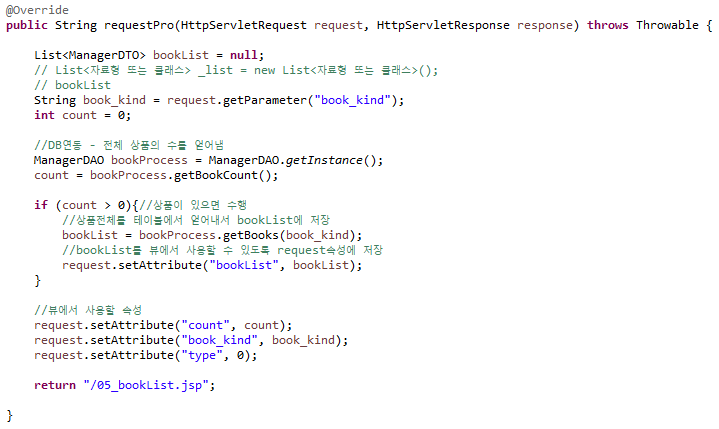 @Override
public String requestPro(HttpServletRequest request, HttpServletResponse response) throws Throwable {
List<ManagerDTO> bookList = null;
// List<자료형 또는 클래스> _list = new List<자료형 또는 클래스>();
// bookList
String book_kind = request.getParameter("book_kind");
int count = 0;
//DB연동 - 전체 상품의 수를 얻어냄
ManagerDAO bookProcess = ManagerDAO.getInstance();
count = bookProcess.getBookCount();
if (count > 0){//상품이 있으면 수행
//상품전체를 테이블에서 얻어내서 bookList에 저장
bookList = bookProcess.getBooks(book_kind);
//bookList를 뷰에서 사용할 수 있도록 request속성에 저장
request.setAttribute("bookList", bookList);
}
//뷰에서 사용할 속성
request.setAttribute("count", count);
request.setAttribute("book_kind", book_kind);
request.setAttribute("type", 0);
return "/05_bookList.jsp";
}